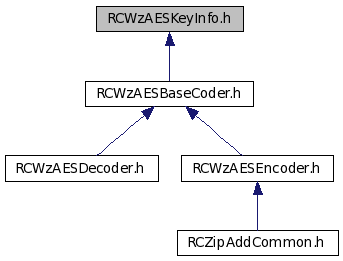 RCWzAESKeyInfo.h
RCWzAESBaseCoder.h
RCWzAESDecoder.h
RCWzAESEncoder.h
RCZipAddCommon.h